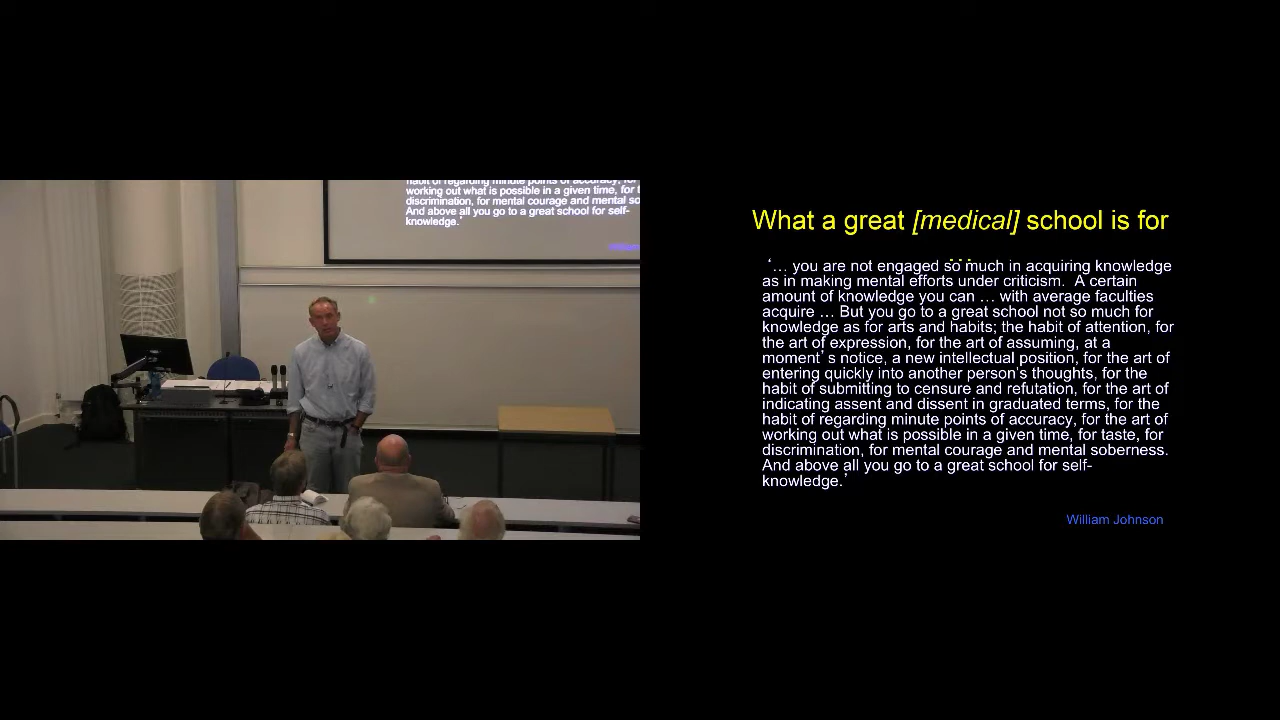 habit of regarding minute points of accuracy, for
working out what is possible in a given time, for t
discrimination, for mental courage and mental so
And above all you go to a great school for self-
knowledge.'
What a great [medical] school is for
...
‘… you are not engaged so much in acquiring knowledge
as in making mental efforts under criticism.  A certain
amount of knowledge you can … with average faculties
acquire … But you go to a great school not so much for
knowledge as for arts and habits; the habit of attention, for
the art of expression, for the art of assuming, at a
moment’s notice, a new intellectual position, for the art of
entering quickly into another person's thoughts, for the
habit of submitting to censure and refutation, for the art of
indicating assent and dissent in graduated terms, for the
habit of regarding minute points of accuracy, for the art of
working out what is possible in a given time, for taste, for
discrimination, for mental courage and mental soberness.
And above all you go to a great school for self-
knowledge.’
William Johnson